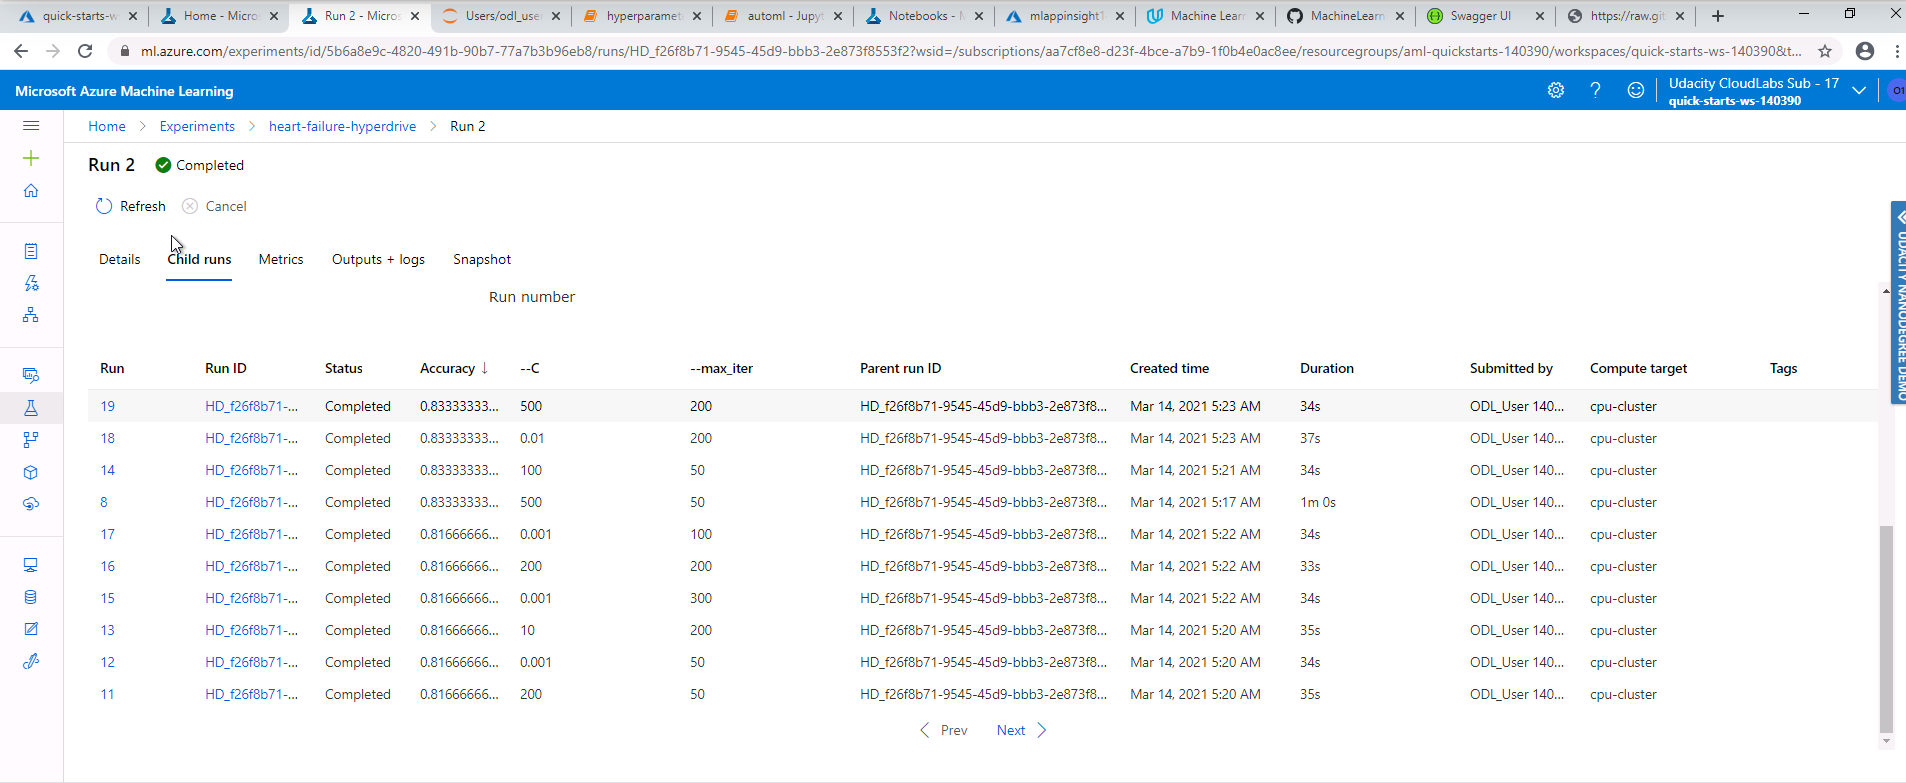 quick-starts-w
Home - Micros
Run 2 - Micros
Users/odl_use
hyperparamet
automl - Jupyt
Notebooks - M
mlappinsight1
Machine Learn
MachineLearn
Swagger UI
https://raw.git
ml.azure.com/experiments/id/5b6a8e9c-4820-491b-90b7-77a7b3b96eb8/runs/HD_f26f8b71-9545-45d9-bbb3-2e873f8553f2?wsid=/subscriptions/aa7cf8e8-d23f-4bce-a7b9-1f0b4e0ac8ee/resourcegroups/aml-quickstarts-140390/workspaces/quick-starts-ws-140390&t...
Microsoft Azure Machine Learning
Udacity CloudLabs Sub - 17
quick-starts-ws-140390
O1
Home > Experiments > heart-failure-hyperdrive > Run 2
Run 2 Completed
Refresh Cancel
Details Child runs Metrics Outputs + logs Snapshot
UDACITY NANODEGREE DEMO
Run number
Run Run ID Status Accuracy ↓ --C --max_iter Parent run ID Created time Duration Submitted by Compute target Tags
19 HD_f26f8b71-... Completed 0.83333333... 500 200 HD_f26f8b71-9545-45d9-bbb3-2e873f8... Mar 14, 2021 5:23 AM 34s ODL_User 140... cpu-cluster
18 HD_f26f8b71-... Completed 0.83333333... 0.01 200 HD_f26f8b71-9545-45d9-bbb3-2e873f8... Mar 14, 2021 5:23 AM 37s ODL_User 140... cpu-cluster
14 HD_f26f8b71-... Completed 0.83333333... 100 50 HD_f26f8b71-9545-45d9-bbb3-2e873f8... Mar 14, 2021 5:21 AM 34s ODL_User 140... cpu-cluster
8 HD_f26f8b71-... Completed 0.83333333... 500 50 HD_f26f8b71-9545-45d9-bbb3-2e873f8... Mar 14, 2021 5:17 AM 1m 0s ODL_User 140... cpu-cluster
17 HD_f26f8b71-... Completed 0.81666666... 0.001 100 HD_f26f8b71-9545-45d9-bbb3-2e873f8... Mar 14, 2021 5:22 AM 34s ODL_User 140... cpu-cluster
16 HD_f26f8b71-... Completed 0.81666666... 200 200 HD_f26f8b71-9545-45d9-bbb3-2e873f8... Mar 14, 2021 5:22 AM 33s ODL_User 140... cpu-cluster
15 HD_f26f8b71-... Completed 0.81666666... 0.001 300 HD_f26f8b71-9545-45d9-bbb3-2e873f8... Mar 14, 2021 5:22 AM 34s ODL_User 140... cpu-cluster
13 HD_f26f8b71-... Completed 0.81666666... 10 200 HD_f26f8b71-9545-45d9-bbb3-2e873f8... Mar 14, 2021 5:20 AM 35s ODL_User 140... cpu-cluster
12 HD_f26f8b71-... Completed 0.81666666... 0.001 50 HD_f26f8b71-9545-45d9-bbb3-2e873f8... Mar 14, 2021 5:20 AM 34s ODL_User 140... cpu-cluster
11 HD_f26f8b71-... Completed 0.81666666... 200 50 HD_f26f8b71-9545-45d9-bbb3-2e873f8... Mar 14, 2021 5:20 AM 35s ODL_User 140... cpu-cluster
< Prev Next >